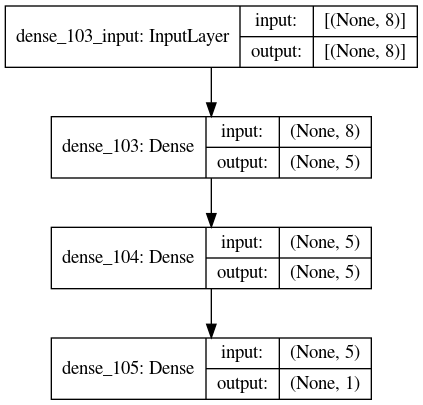 dense_103_input: InputLayer
input: [(None, 8)]
output: [(None, 8)]
dense_103: Dense
input: (None, 8)
output: (None, 5)
dense_104: Dense
input: (None, 5)
output: (None, 5)
dense_105: Dense
input: (None, 5)
output: (None, 1)